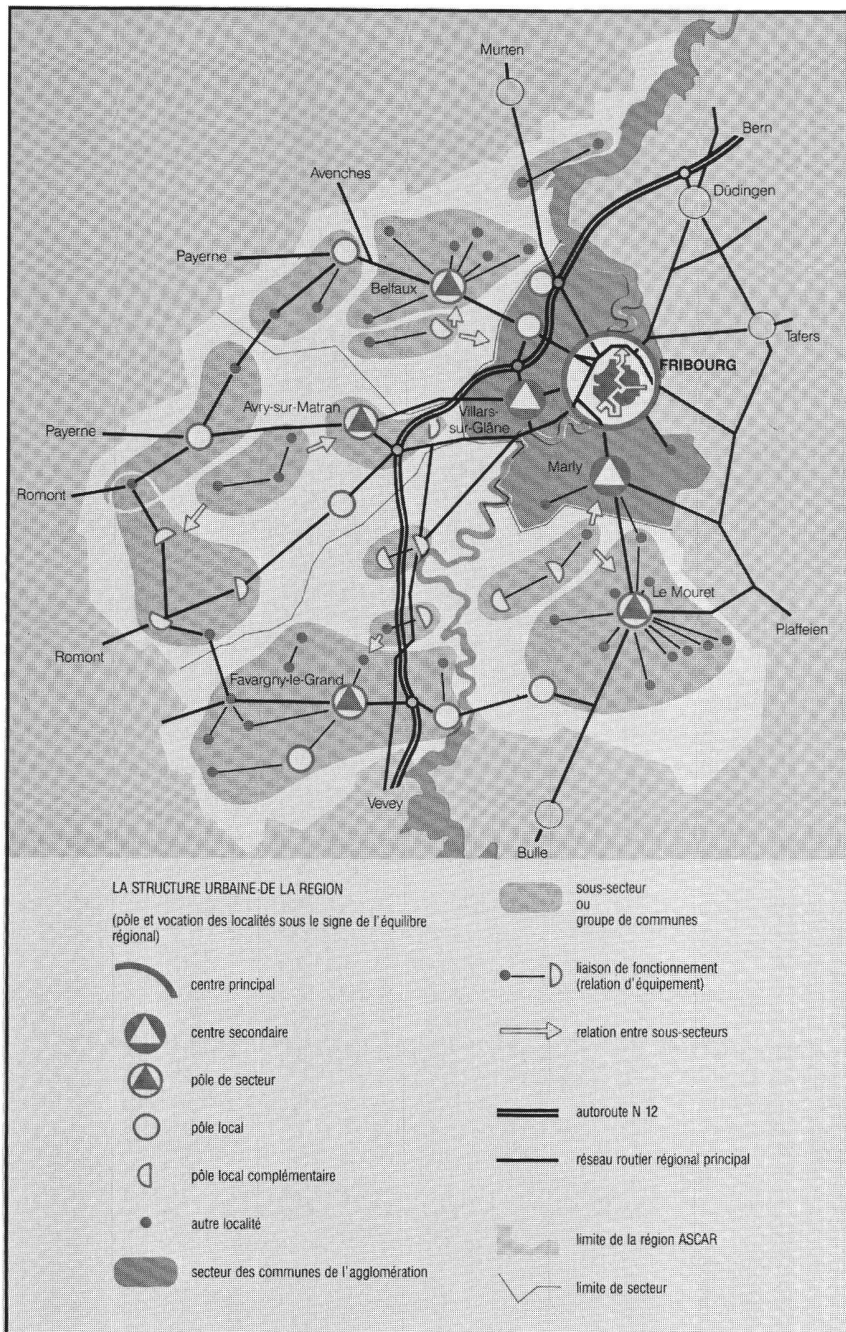 Murten
Bern
Avenches
Düdingen
Payerne
Belfaux
Tafers
FRIBOURG
Avry-sur-Matran
Villars-
sur-Glâne
Payerne
Marly
Romont
Le Mouret
Plaffeien
Romont
Favargny-le-Grand
Vevey
Bulle
LA STRUCTURE URBAINE DE LA REGION
(pôle et vocation des localités sous le signe de l'équilibre
régional)
centre principal
centre secondaire
pôle de secteur
pôle local
pôle local complémentaire
autre localité
secteur des communes de l'agglomération
sous-secteur
ou
groupe de communes
liaison de fonctionnement
(relation d'équipement)
relation entre sous-secteurs
autoroute N 12
réseau routier régional principal
limite de la région ASCAR
limite de secteur